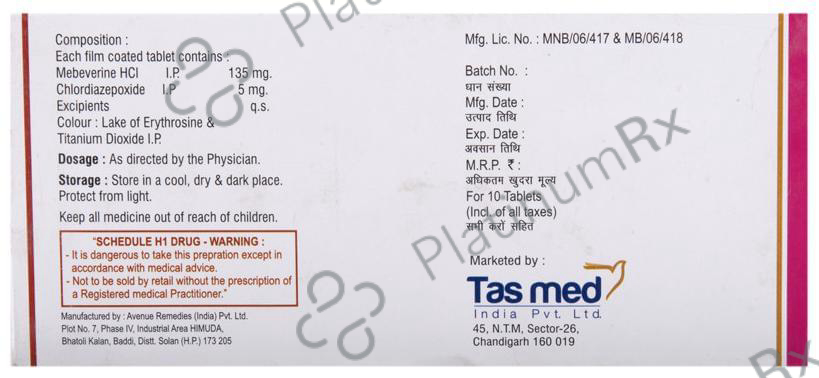 Composition :
Each film coated tablet contains :
Mebeverine HCl I.P. 135 mg.
Chlordiazepoxide I.P 5 mg.
Excipients q.s.
Colour : Lake of Erythrosine &
Titanium Dioxide I.P.
Dosage : As directed by the Physician.
Storage : Store in a cool, dry & dark place.
Protect from light.
Keep all medicine out of reach of children.
"SCHEDULE H1 DRUG - WARNING :
- It is dangerous to take this prepration except in
accordance with medical advice.
- Not to be sold by retail without the prescription of
a Registered medical Practitioner."
Manufactured by : Avenue Remedies (India) Pvt. Ltd.
Plot No. 7, Phase IV, Industrial Area HIMUDA,
Bhatoli Kalan, Baddi, Distt. Solan (H.P.) 173 205
Mfg. Lic. No. : MNB/06/417 & MB/06/418
Batch No. :
घान संख्या
Mfg. Date :
उत्पाद तिथि
Exp. Date :
अवसान तिथि
M.R.P. ₹ :
अधिकतम खुदरा मूल्य
For 10 Tablets
(Incl. of all taxes)
सभी करों सहित
Marketed by :
Tas med
India Pvt. Ltd.
45, N.T.M, Sector-26,
Chandigarh 160 019
PlatinumRx
Rx